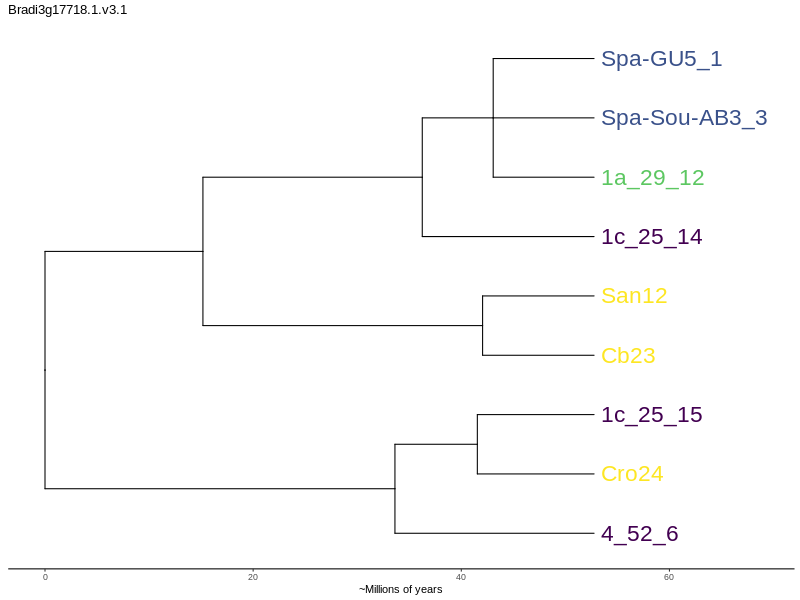 Bradi3g17718.1.v3.1
Spa-GU5_1
Spa-Sou-AB3_3
1a_29_12
1c_25_14
San12
Cb23
1c_25_15
Cro24
4_52_6
0 20 40 60
~Millions of years